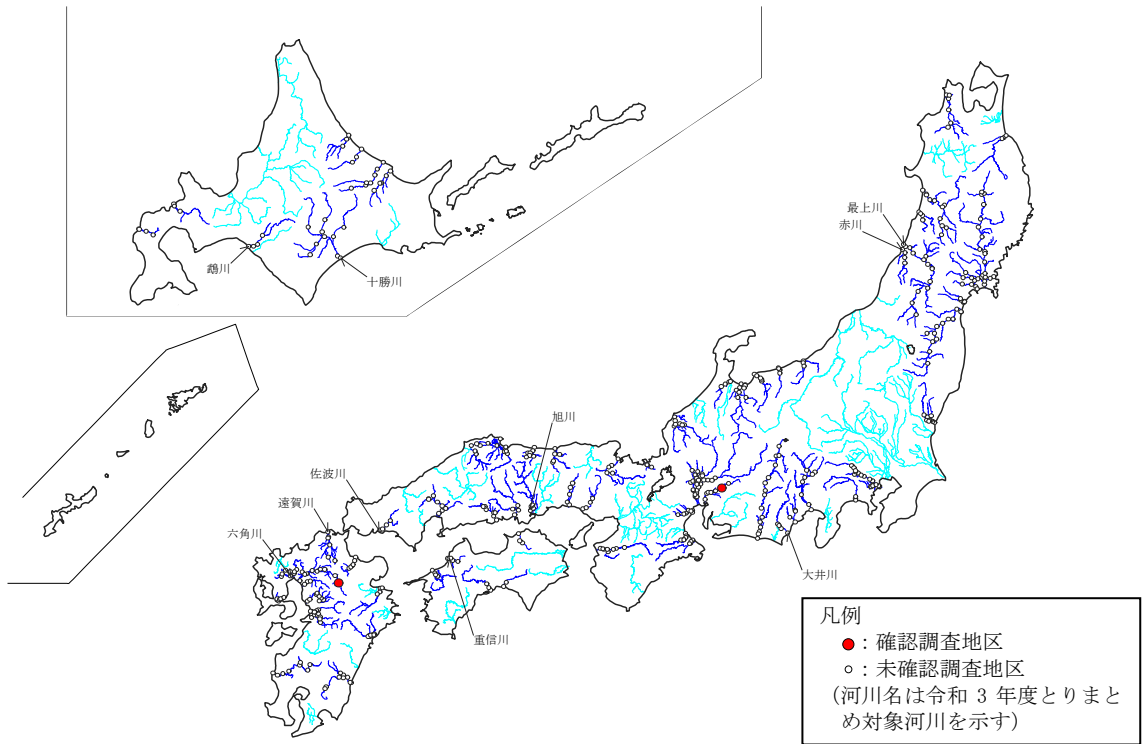 最上川
赤川
鵡川
十勝川
旭川
佐波川
遠賀川
六角川
大井川
重信川
凡例
：確認調査地区
：未確認調査地区
(河川名は令和 3 年度とりまと
め対象河川を示す)